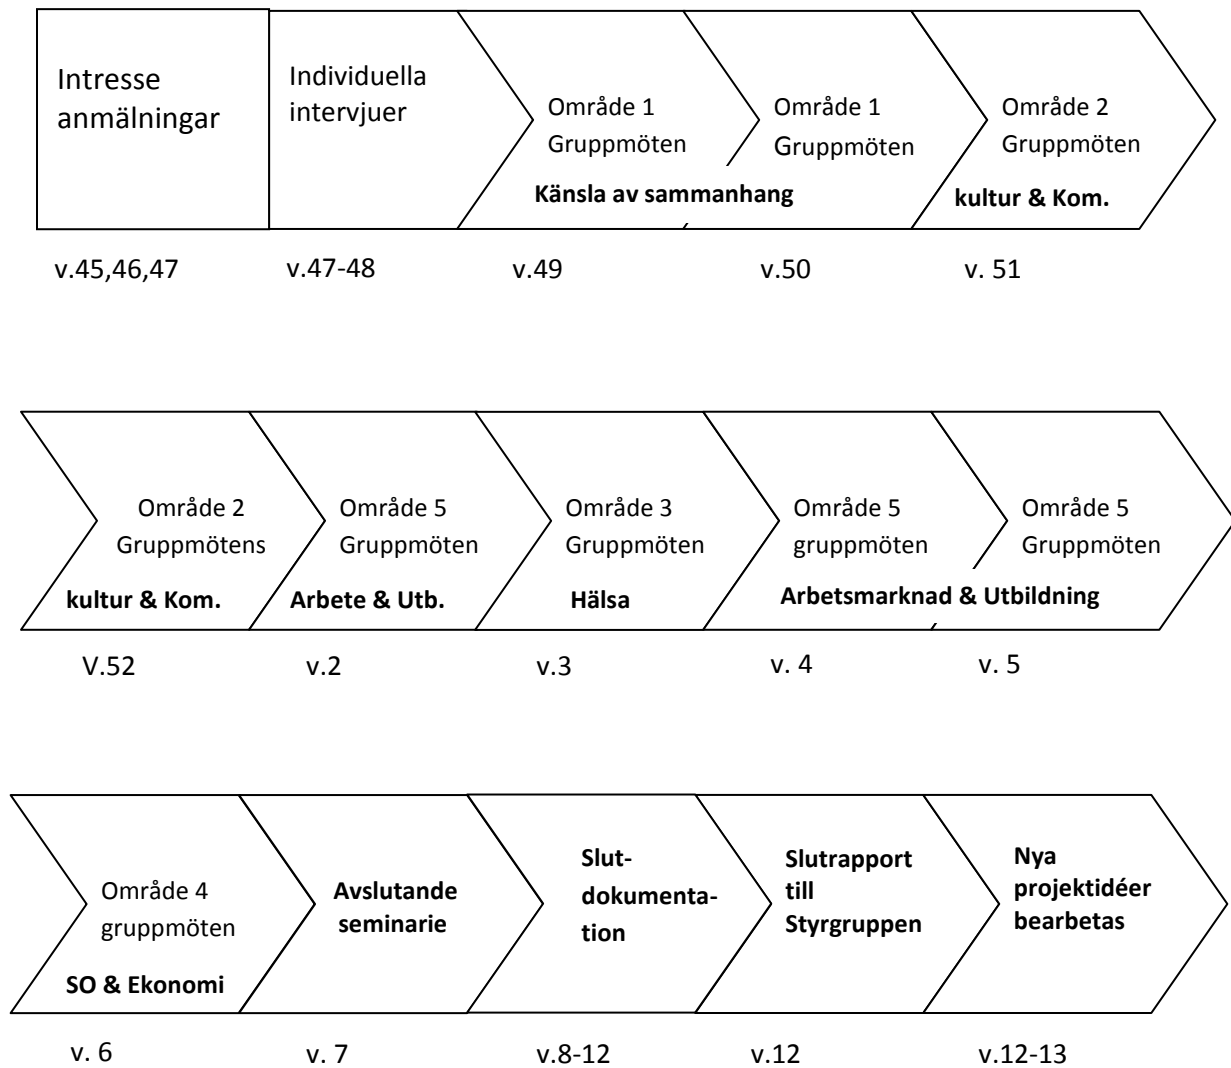 Intresse
anmälningar
Individuella
intervjuer
Område 1
Gruppmöten
Område 1
Gruppmöten
Känsla av sammanhang
Område 2
Gruppmöten
kultur & Kom.
v.45,46,47
v.47-48
v.49
v.50
v. 51
Område 2
Gruppmötens
kultur & Kom.
Område 5
Gruppmöten
Arbete & Utb.
Område 3
Gruppmöten
Hälsa
Område 5
gruppmöten
Område 5
Gruppmöten
Arbetsmarknad & Utbildning
V.52
v.2
v.3
v. 4
v. 5
Område 4
gruppmöten
SO & Ekonomi
Avslutande
seminarie
Slut-
dokumenta-
tion
Slutrapport
till
Styrgruppen
Nya
projektidéer
bearbetas
v. 6
v. 7
v.8-12
v.12
v.12-13